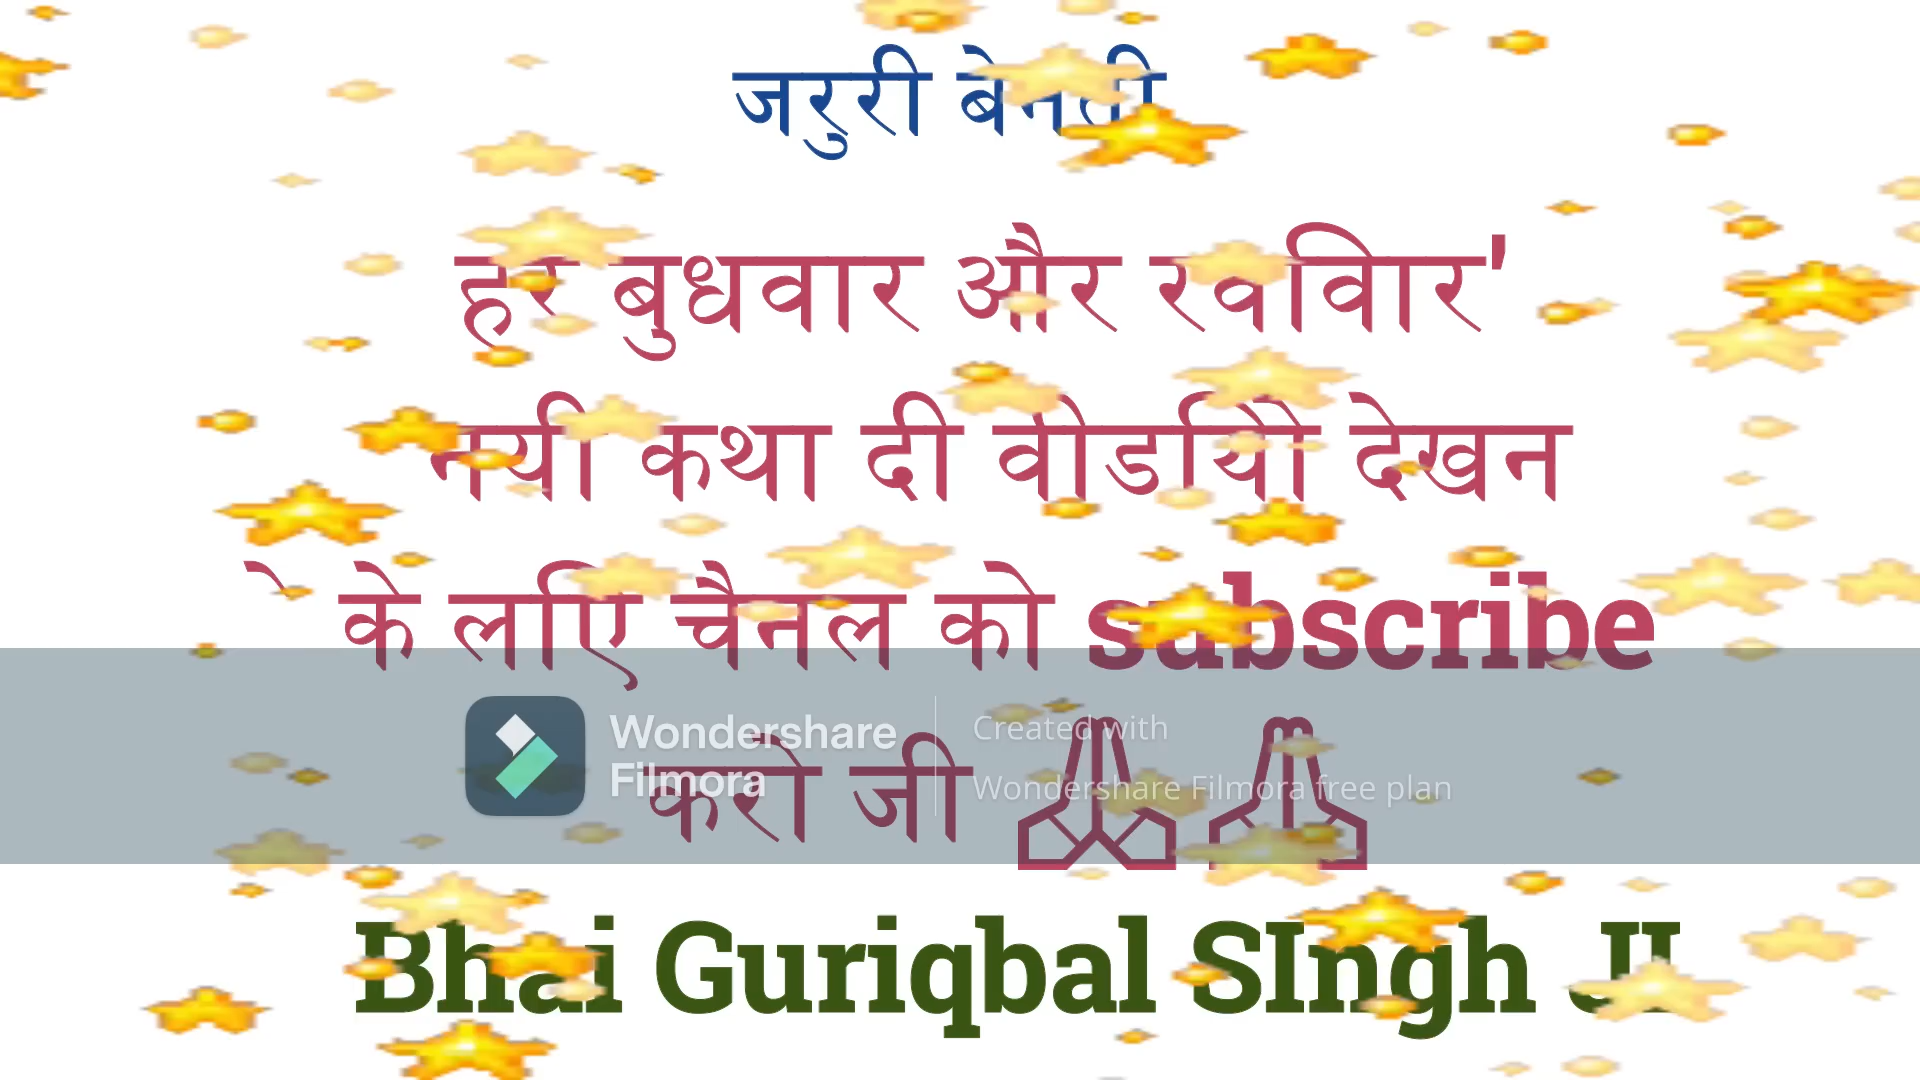 जरुरी बेनती
हर बुधवार और रविवार'
नयी कथा दी वीडियो देखन
े के लिए चैनल को subscribe
करो जी 🙏🙏
Wondershare Filmora
Created with
Wondershare Filmora free plan
Bhai Guriqbal SIngh JI